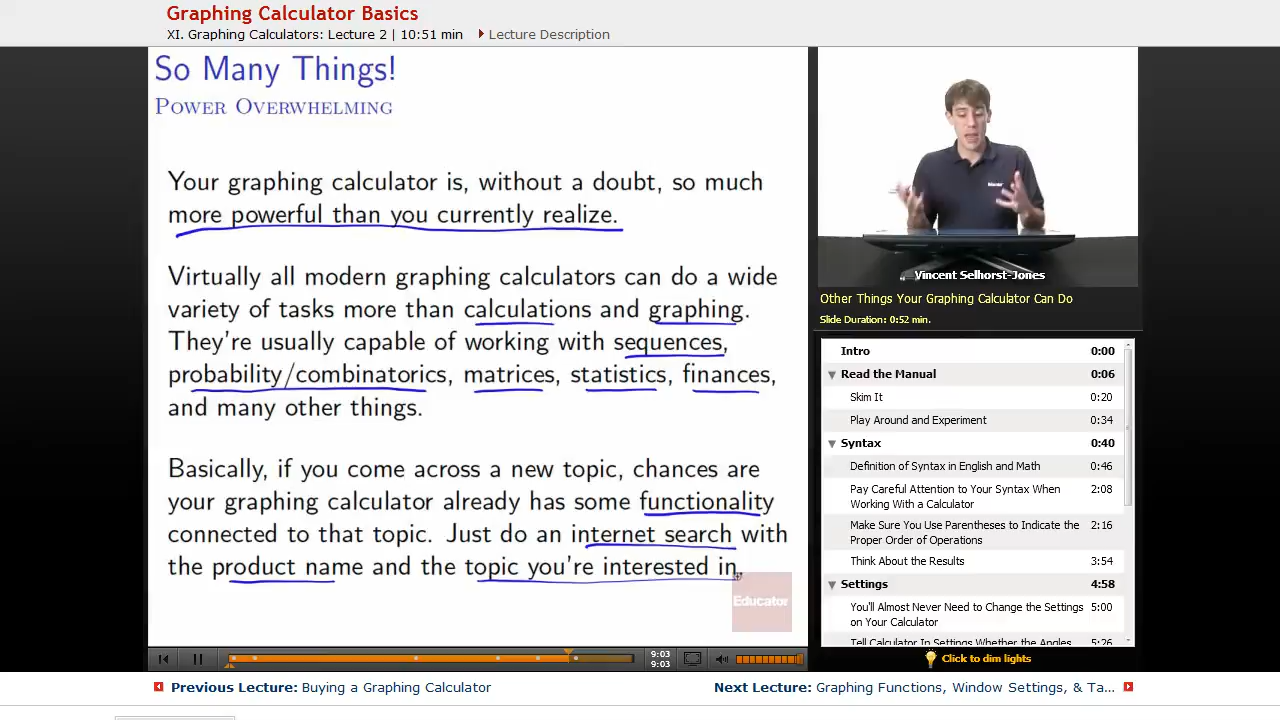 Graphing Calculator Basics
XI. Graphing Calculators: Lecture 2 | 10:51 min
Lecture Description
So Many Things!
Power Overwhelming
Your graphing calculator is, without a doubt, so much
more powerful than you currently realize.
Virtually all modern graphing calculators can do a wide
variety of tasks more than calculations and graphing.
They're usually capable of working with sequences,
probability/combinatorics, matrices, statistics, finances,
and many other things.
Basically, if you come across a new topic, chances are
your graphing calculator already has some functionality
connected to that topic. Just do an internet search with
the product name and the topic you're interested in
Educator
9:03
9:03
Vincent Selhorst-Jones
Other Things Your Graphing Calculator Can Do
Slide Duration: 0:52 min.
Intro 0:00
Read the Manual 0:06
Skim It 0:20
Play Around and Experiment 0:34
Syntax 0:40
Definition of Syntax in English and Math 0:46
Pay Careful Attention to Your Syntax When 2:08
Working With a Calculator
Make Sure You Use Parentheses to Indicate the 2:16
Proper Order of Operations
Think About the Results 3:54
Settings 4:58
You'll Almost Never Need to Change the Settings 5:00
on Your Calculator
Tell Calculator In Settings Whether the Angles 5:26
Click to dim lights
Previous Lecture: Buying a Graphing Calculator
Next Lecture: Graphing Functions, Window Settings, & Ta...